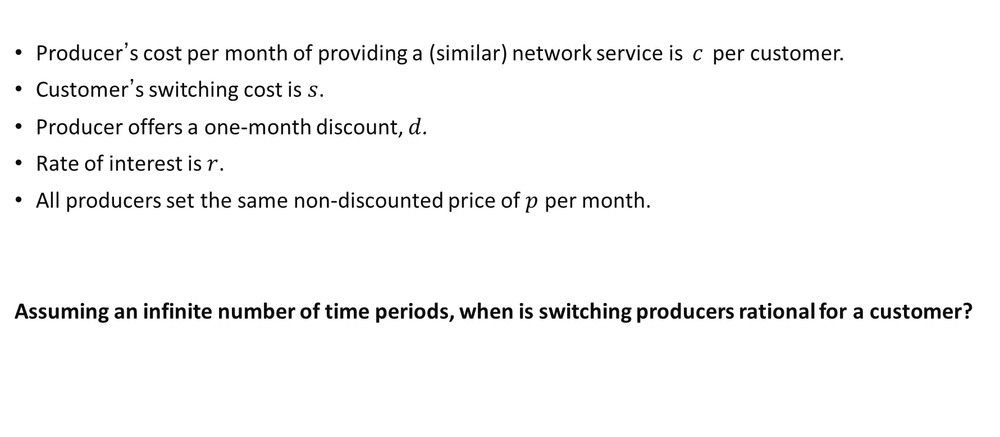 • Producer’s cost per month of providing a (similar) network service is c per customer.
• Customer’s switching cost is s.
• Producer offers a one-month discount, d.
• Rate of interest is r.
• All producers set the same non-discounted price of p per month.
Assuming an infinite number of time periods, when is switching producers rational for a customer?